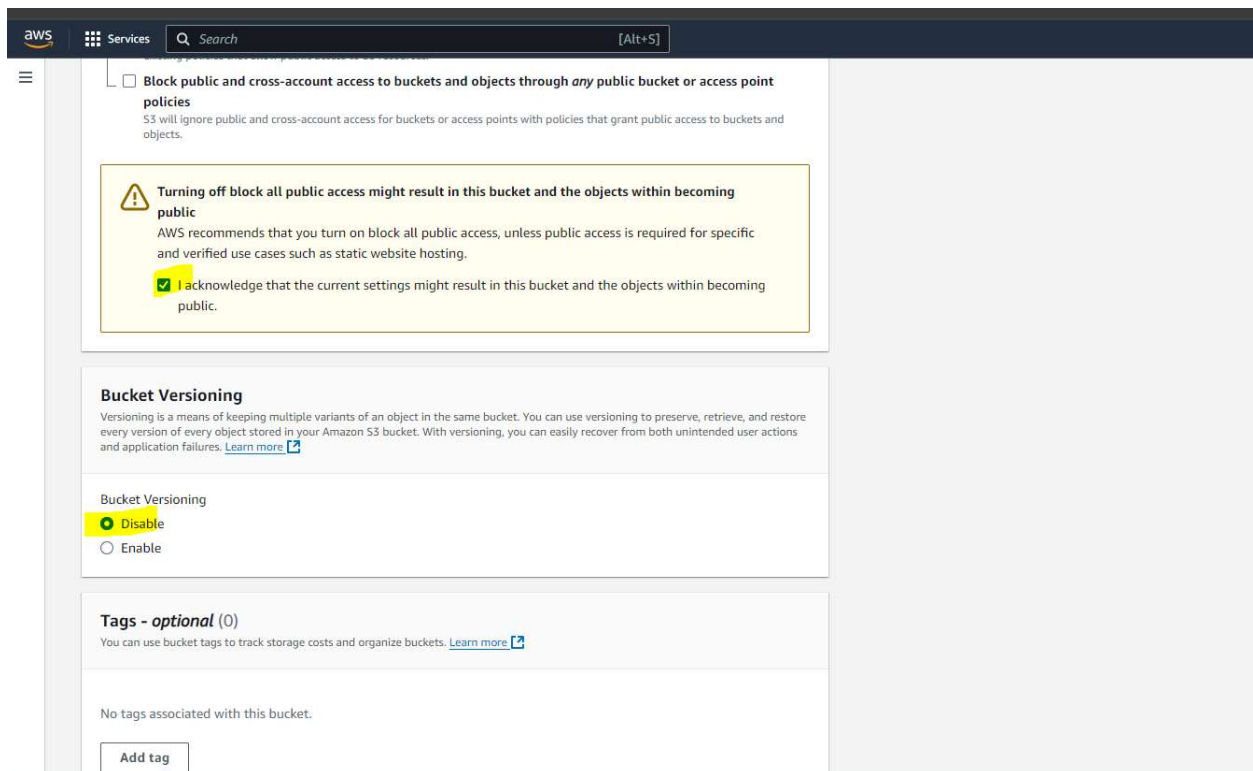 aws
Services
Search
[Alt+S]
existing policies that allow public access to S3 resources.
Block public and cross-account access to buckets and objects through any public bucket or access point
policies
S3 will ignore public and cross-account access for buckets or access points with policies that grant public access to buckets and
objects.
Turning off block all public access might result in this bucket and the objects within becoming
public
AWS recommends that you turn on block all public access, unless public access is required for specific
and verified use cases such as static website hosting.
I acknowledge that the current settings might result in this bucket and the objects within becoming
public.
Bucket Versioning
Versioning is a means of keeping multiple variants of an object in the same bucket. You can use versioning to preserve, retrieve, and restore
every version of every object stored in your Amazon S3 bucket. With versioning, you can easily recover from both unintended user actions
and application failures. Learn more
Bucket Versioning
Disable
Enable
Tags - optional (0)
You can use bucket tags to track storage costs and organize buckets. Learn more
No tags associated with this bucket.
Add tag